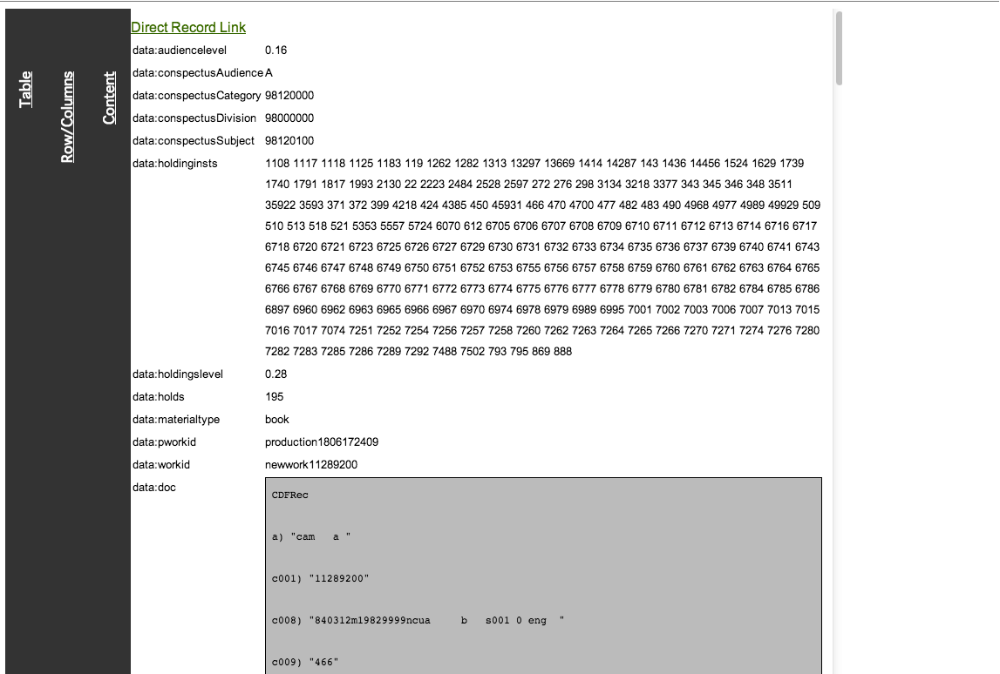 Table
Row/Columns
Content
Direct Record Link
data:audiencelevel 0.16
data:conspectusAudience A
data:conspectusCategory 98120000
data:conspectusDivision 98000000
data:conspectusSubject 98120100
data:holdinginsts 1108 1117 1118 1125 1183 119 1262 1282 1313 13297 13669 1414 14287 143 1436 14456 1524 1629 1739
1740 1791 1817 1993 2130 22 2223 2484 2528 2597 272 276 298 3134 3218 3377 343 345 346 348 3511
35922 3593 371 372 399 4218 424 4385 450 45931 466 470 4700 477 482 483 490 4968 4977 4989 49929 509
510 513 518 521 5353 5557 5724 6070 612 6705 6706 6707 6708 6709 6710 6711 6712 6713 6714 6716 6717
6718 6720 6721 6723 6725 6726 6727 6729 6730 6731 6732 6733 6734 6735 6736 6737 6739 6740 6741 6743
6745 6746 6747 6748 6749 6750 6751 6752 6753 6755 6756 6757 6758 6759 6760 6761 6762 6763 6764 6765
6766 6767 6768 6769 6770 6771 6772 6773 6774 6775 6776 6777 6778 6779 6780 6781 6782 6784 6785 6786
6897 6960 6962 6963 6965 6966 6967 6970 6974 6978 6979 6989 6995 7001 7002 7003 7006 7007 7013 7015
7016 7017 7074 7251 7252 7254 7256 7257 7258 7260 7262 7263 7264 7265 7266 7270 7271 7274 7276 7280
7282 7283 7285 7286 7289 7292 7488 7502 793 795 869 888
data:holdingslevel 0.28
data:holds 195
data:materialtype book
data:pworkid production1806172409
data:workid newwork11289200
data:doc
CDFRec
a) "cam   a "
c001) "11289200"
c008) "840312m19829999ncua     b   s001 0 eng  "
c009) "466"